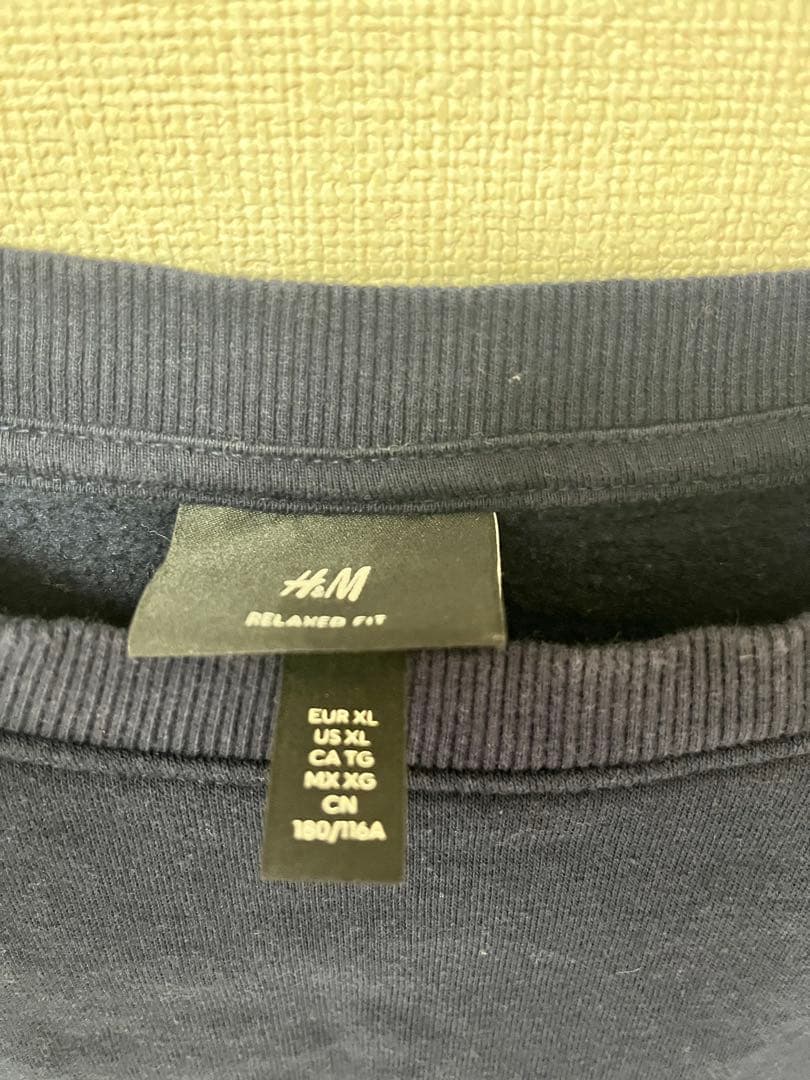 H&M
RELAXED FIT
EUR XL
US XL
CA TG
MX XG
CN
180/116A